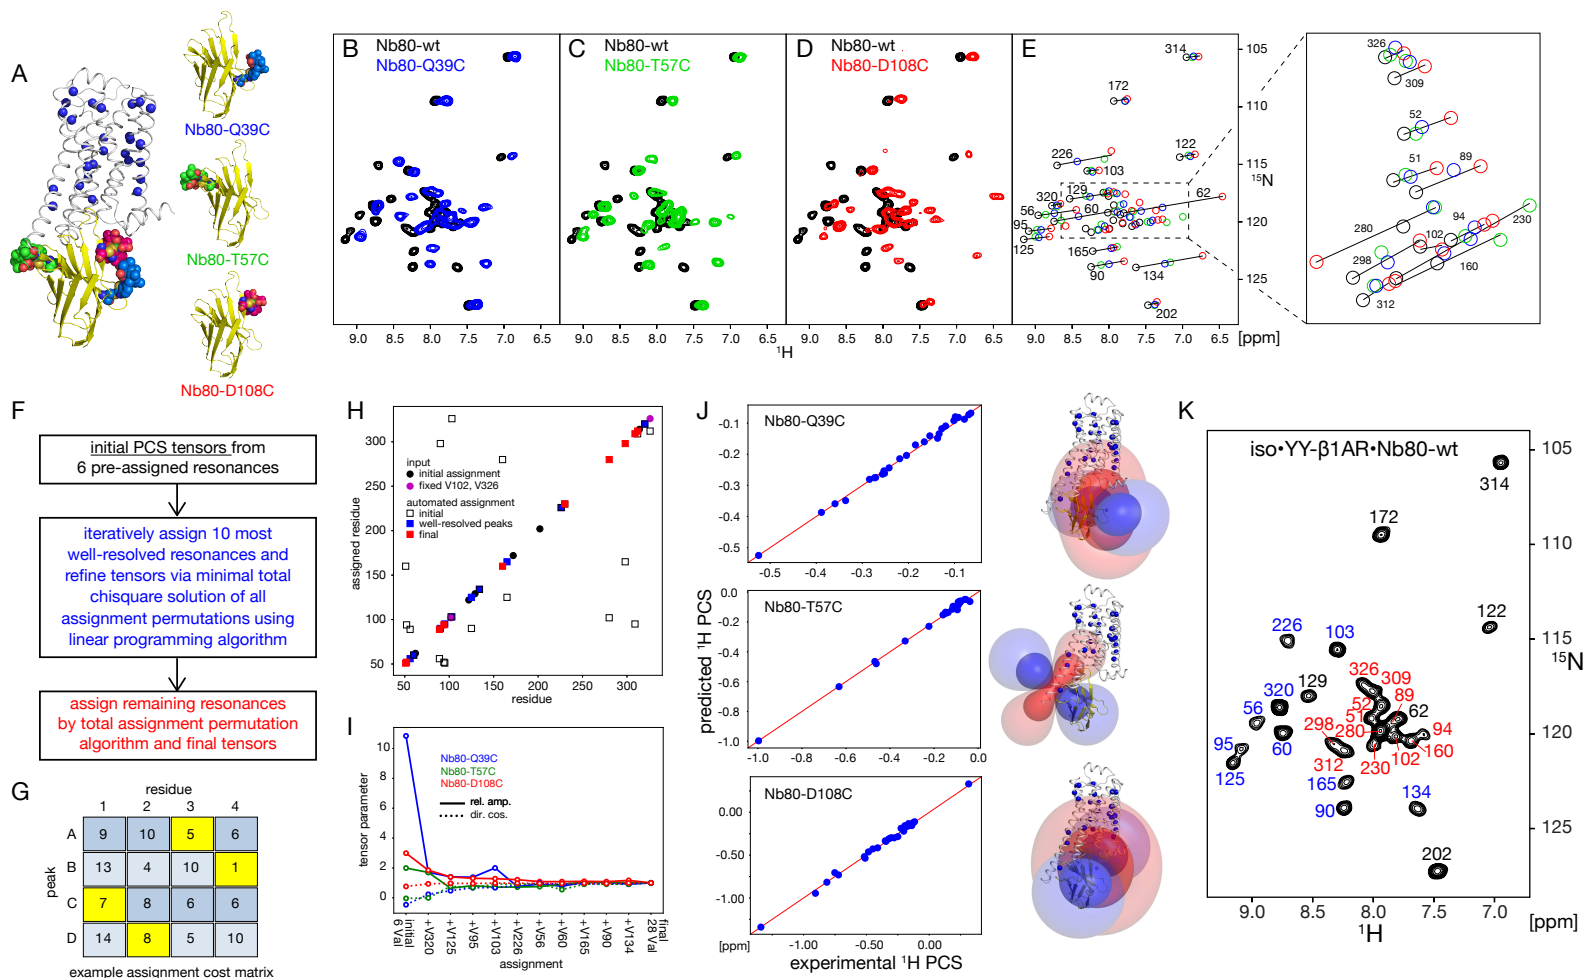 A
Nb80-Q39C
Nb80-T57C
Nb80-D108C
B
Nb80-wt
Nb80-Q39C
C
Nb80-wt
Nb80-T57C
D
Nb80-wt
Nb80-D108C
E
314
172
122
226
103
129
320
62
60
56
95
125
165
90
134
202
105
110
115
15N
120
125
9.0 8.5 8.0 7.5 7.0
9.0 8.5 8.0 7.5 7.0
9.0 8.5 8.0 7.5 7.0
9.0 8.5 8.0 7.5 7.0
[ppm]
1H
326
309
52
51
89
280
94
230
102
298
160
312
F
initial PCS tensors from
6 pre-assigned resonances
iteratively assign 10 most
well-resolved resonances and
refine tensors via minimal total
chisquare solution of all
assignment permutations using
linear programming algorithm
assign remaining resonances
by total assignment permutation
algorithm and final tensors
G
residue
1 2 3 4
peak
A 9 10 5 6
B 13 4 10 1
C 7 8 6 6
D 14 8 5 10
example assignment cost matrix
H
assigned residue
300
250
200
150
100
50
input
initial assignment
fixed V102, V326
automated assignment
initial
well-resolved peaks
final
50 100 150 200 250 300
residue
I
tensor parameter
10
8
6
4
2
0
Nb80-Q39C
Nb80-T57C
Nb80-D108C
rel. amp.
dir. cos.
initial
6 Val
+V320
+V125
+V95
+V103
+V226
+V56
+V60
+V165
+V90
+V134
final
28 Val
assignment
J
Nb80-Q39C
-0.1
-0.2
-0.3
-0.4
-0.5
-0.5 -0.4 -0.3 -0.2 -0.1
Nb80-T57C
0.0
-0.2
-0.4
-0.6
-0.8
-1.0
-1.0 -0.8 -0.6 -0.4 -0.2 0.0
predicted 1H PCS
Nb80-D108C
0.00
-0.50
-1.00
[ppm]
-1.00 -0.50 0.00
experimental 1H PCS
K
iso•YY-β1AR•Nb80-wt
314
172
122
226
103
326
309
320
129
89
56
52
62
51
60
298
280
94
95
160
125
312
230
102
165
134
90
202
105
110
115
15N
120
125
9.0 8.5 8.0 7.5 7.0
[ppm]
1H